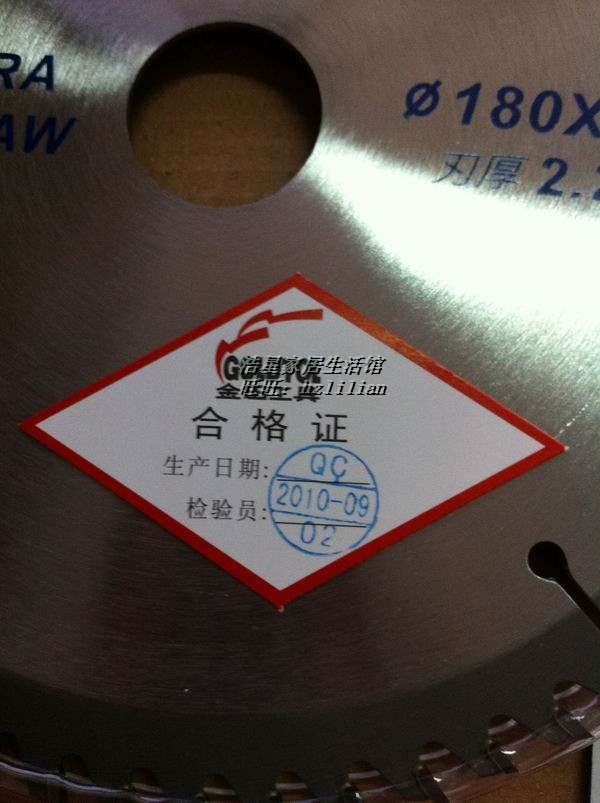 RA
AW
Ø180X
刃厚 2.2
浩星家居生活馆
旺旺: hzlilian
合格证
生产日期:
检验员:
QC
2010-09
02